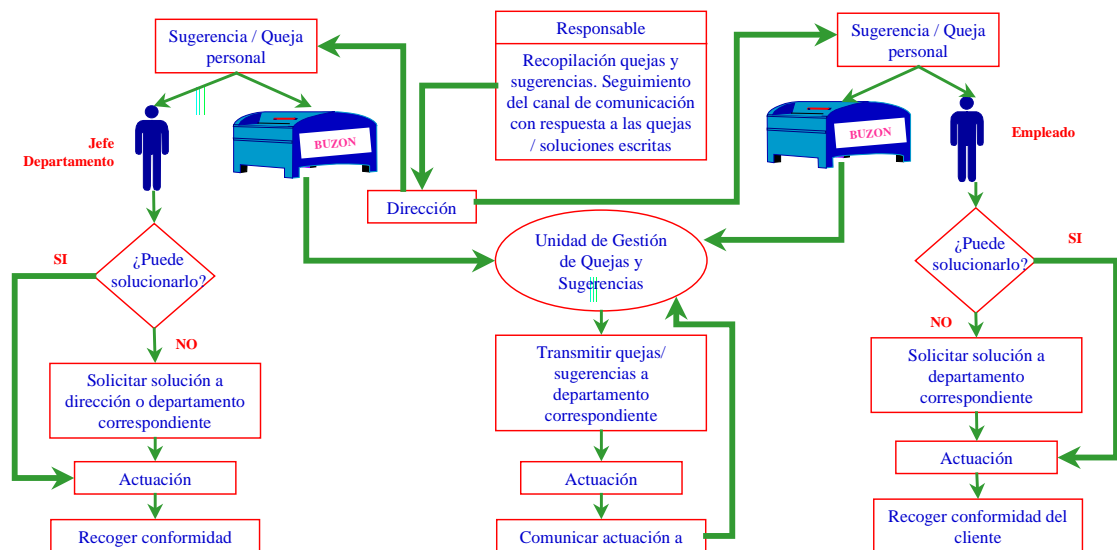 Sugerencia / Queja
personal
Jefe
Departamento
BUZON
¿Puede
solucionarlo?
SI
NO
Solicitar solución a
dirección o departamento
correspondiente
Actuación
Recoger conformidad
Responsable
Recopilación quejas y
sugerencias. Seguimiento
del canal de comunicación
con respuesta a las quejas
/ soluciones escritas
Dirección
Unidad de Gestión
de Quejas y
Sugerencias
Transmitir quejas/
sugerencias a
departamento
correspondiente
Actuación
Comunicar actuación a
Sugerencia / Queja
personal
BUZON
Empleado
¿Puede
solucionarlo?
SI
NO
Solicitar solución a
departamento
correspondiente
Actuación
Recoger conformidad del
cliente